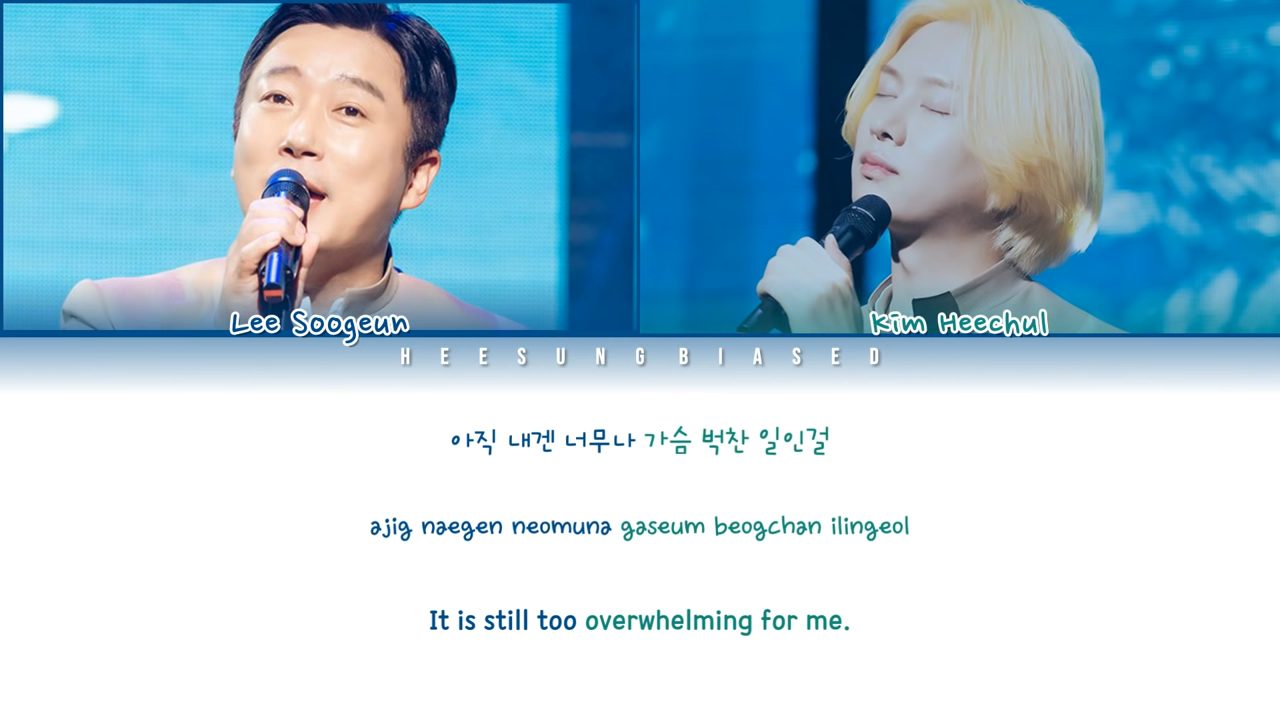 Lee Soogeun
Kim Heechul
HEESUNGBIASED
아직 내겐 너무나 가슴 벅찬 일인걸
ajig naegen neomuna gaseum beogchan ilingeol
It is still too overwhelming for me.